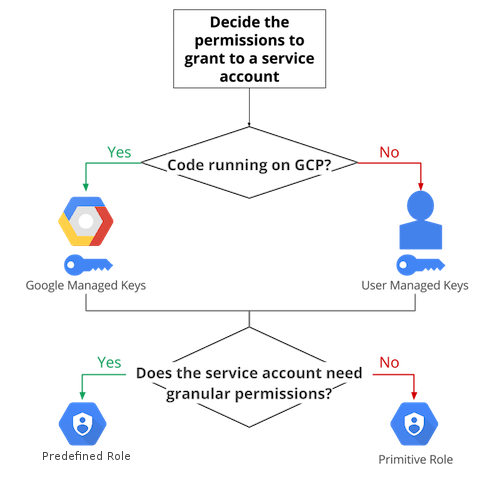 Decide the
permissions to
grant to a service
account
Yes
No
Code running on GCP?
Google Managed Keys
User Managed Keys
Yes
No
Does the service account need
granular permissions?
Predefined Role
Primitive Role